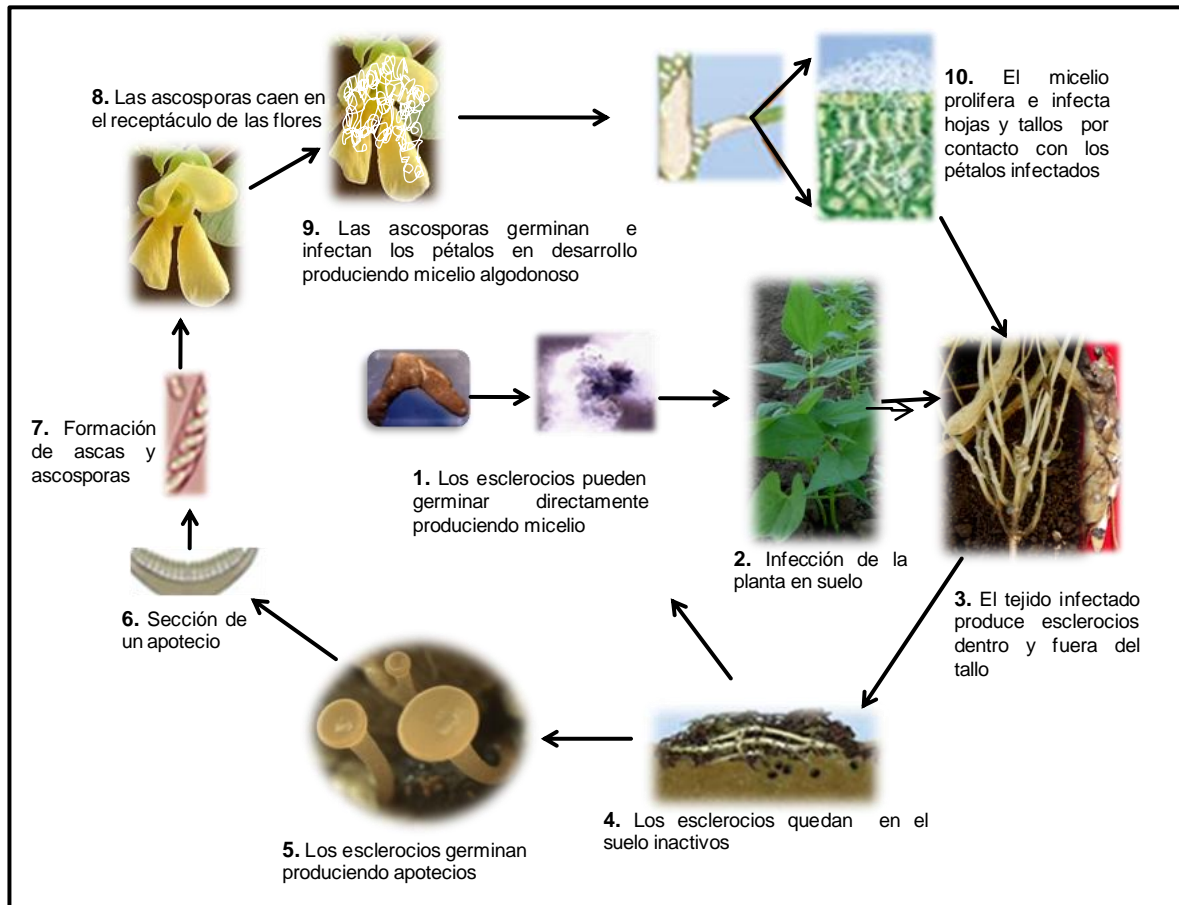 8. Las ascosporas caen en
el receptáculo de las flores
10. El micelio
prolifera e infecta
hojas y tallos por
contacto con los
pétalos infectados
9. Las ascosporas germinan e
infectan los pétalos en desarrollo
produciendo micelio algodonoso
7. Formación
de ascas y
ascosporas
1. Los esclerocios pueden
germinar directamente
produciendo micelio
2. Infección de la
planta en suelo
3. El tejido infectado
produce esclerocios
dentro y fuera del
tallo
6. Sección de
un apotecio
4. Los esclerocios quedan en el
suelo inactivos
5. Los esclerocios germinan
produciendo apotecios